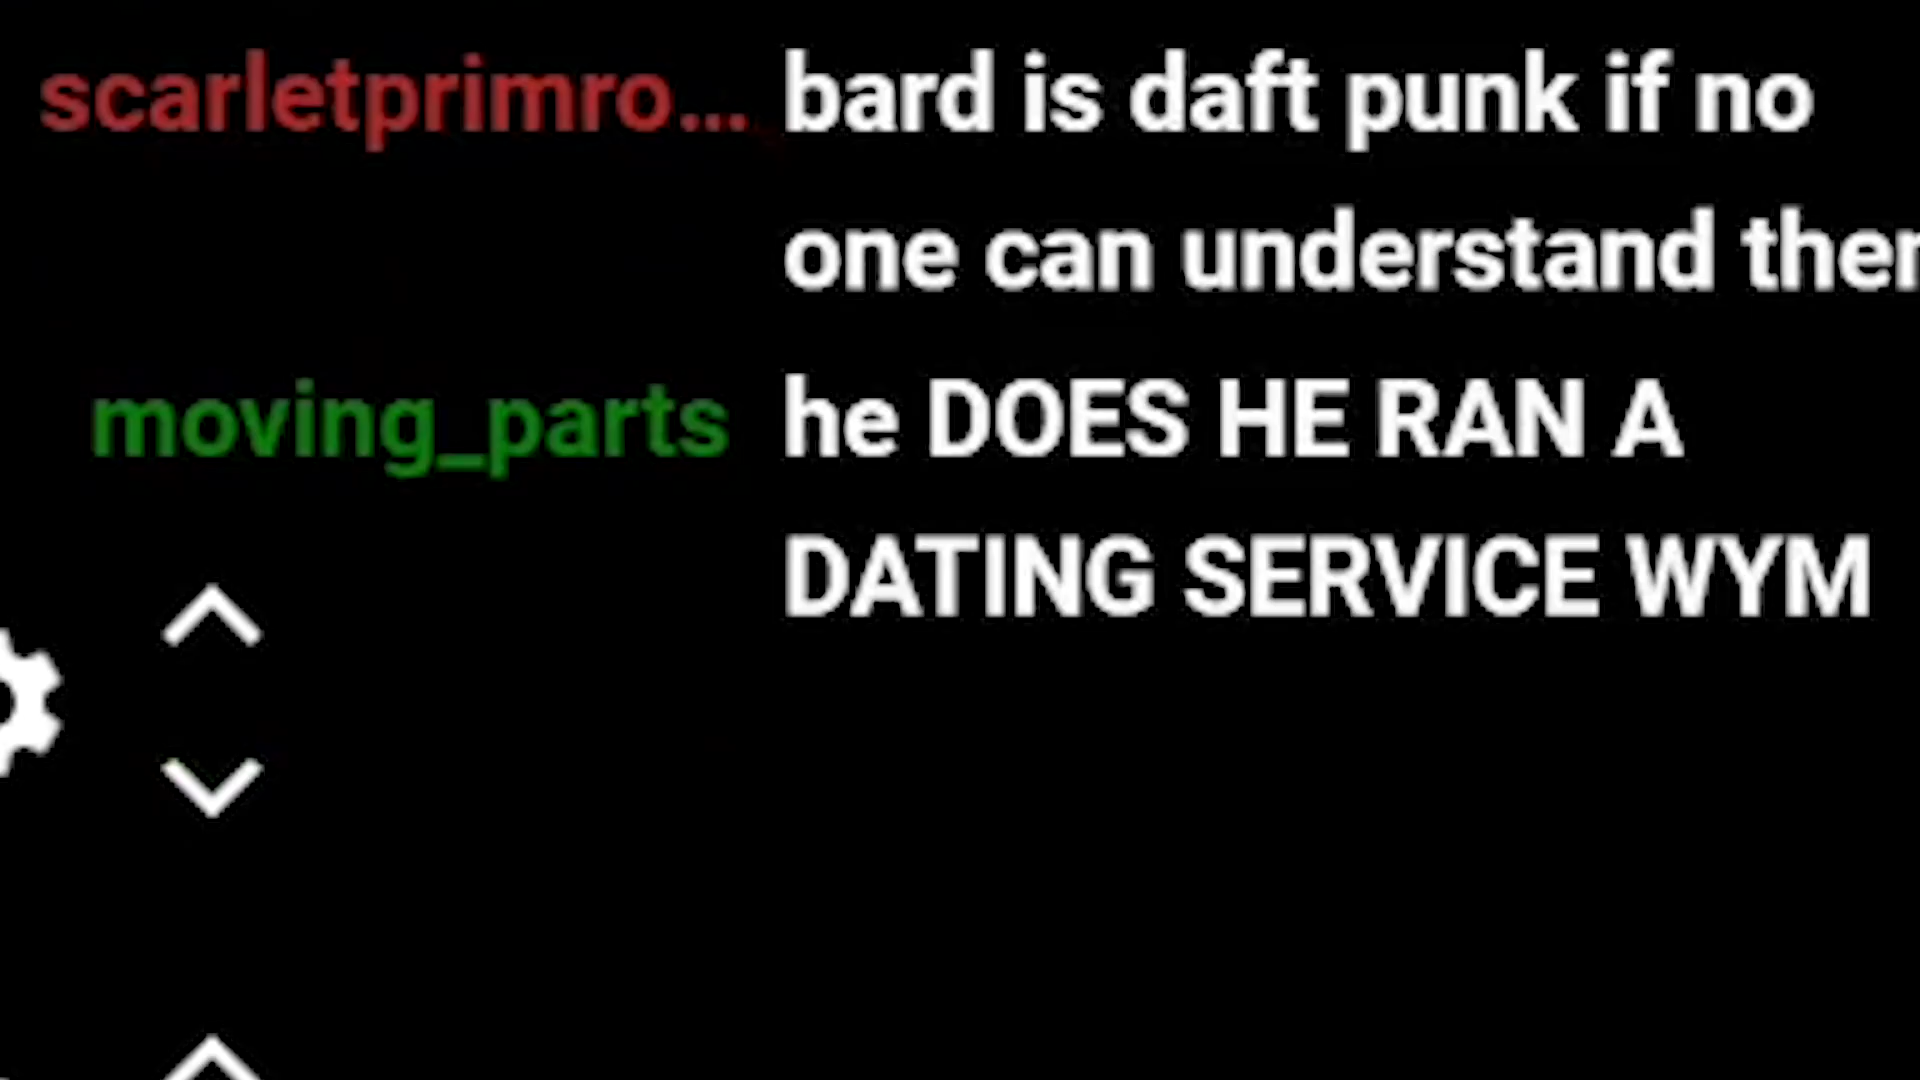 scarletprimro... bard is daft punk if no
one can understand
moving_parts he DOES HE RAN A
DATING SERVICE WYM